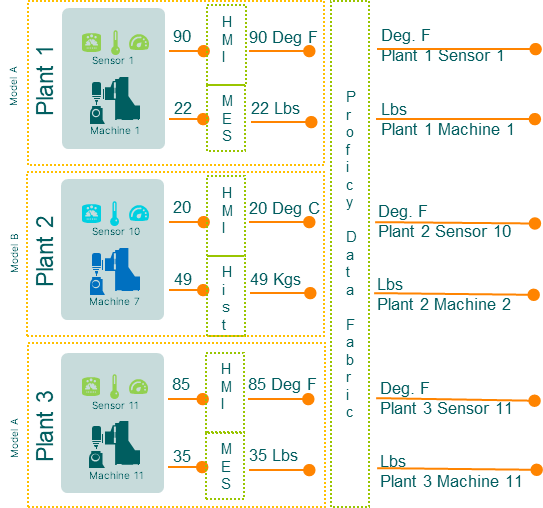 Model A
Plant 1
Sensor 1
Machine 1
90
HMI
90 Deg F
22
MES
22 Lbs
Model B
Plant 2
Sensor 10
Machine 7
20
HMI
20 Deg C
49
Hist
49 Kgs
Model A
Plant 3
Sensor 11
Machine 11
85
HMI
85 Deg F
35
MES
35 Lbs
Proficy Data Fabric
Deg. F
Plant 1 Sensor 1
Lbs
Plant 1 Machine 1
Deg. F
Plant 2 Sensor 10
Lbs
Plant 2 Machine 2
Deg. F
Plant 3 Sensor 11
Lbs
Plant 3 Machine 11